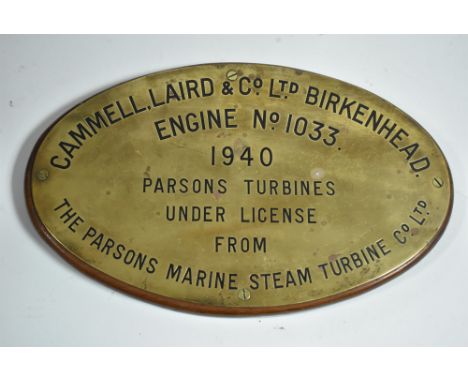 CAMMELL, LAIRD & CO. LTD BIRKENHEAD.
ENGINE NO 1033.
1940
PARSONS TURBINES
UNDER LICENSE
FROM
THE PARSONS MARINE STEAM TURBINE CO. LTD